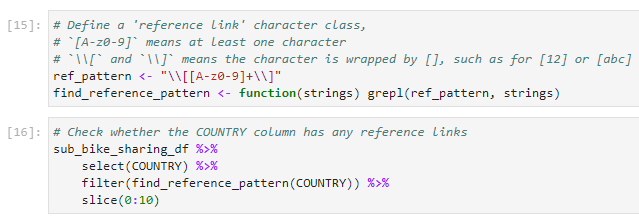 [15]: # Define a 'reference link' character class,
# `[A-z0-9]` means at least one character
# `\\[` and `\\]` means the character is wrapped by [], such as for [12] or [abc]
ref_pattern <- "\\[[A-z0-9]+\\]"
find_reference_pattern <- function(strings) grepl(ref_pattern, strings)
[16]: # Check whether the COUNTRY column has any reference links
sub_bike_sharing_df %>%
    select(COUNTRY) %>%
    filter(find_reference_pattern(COUNTRY)) %>%
    slice(0:10)